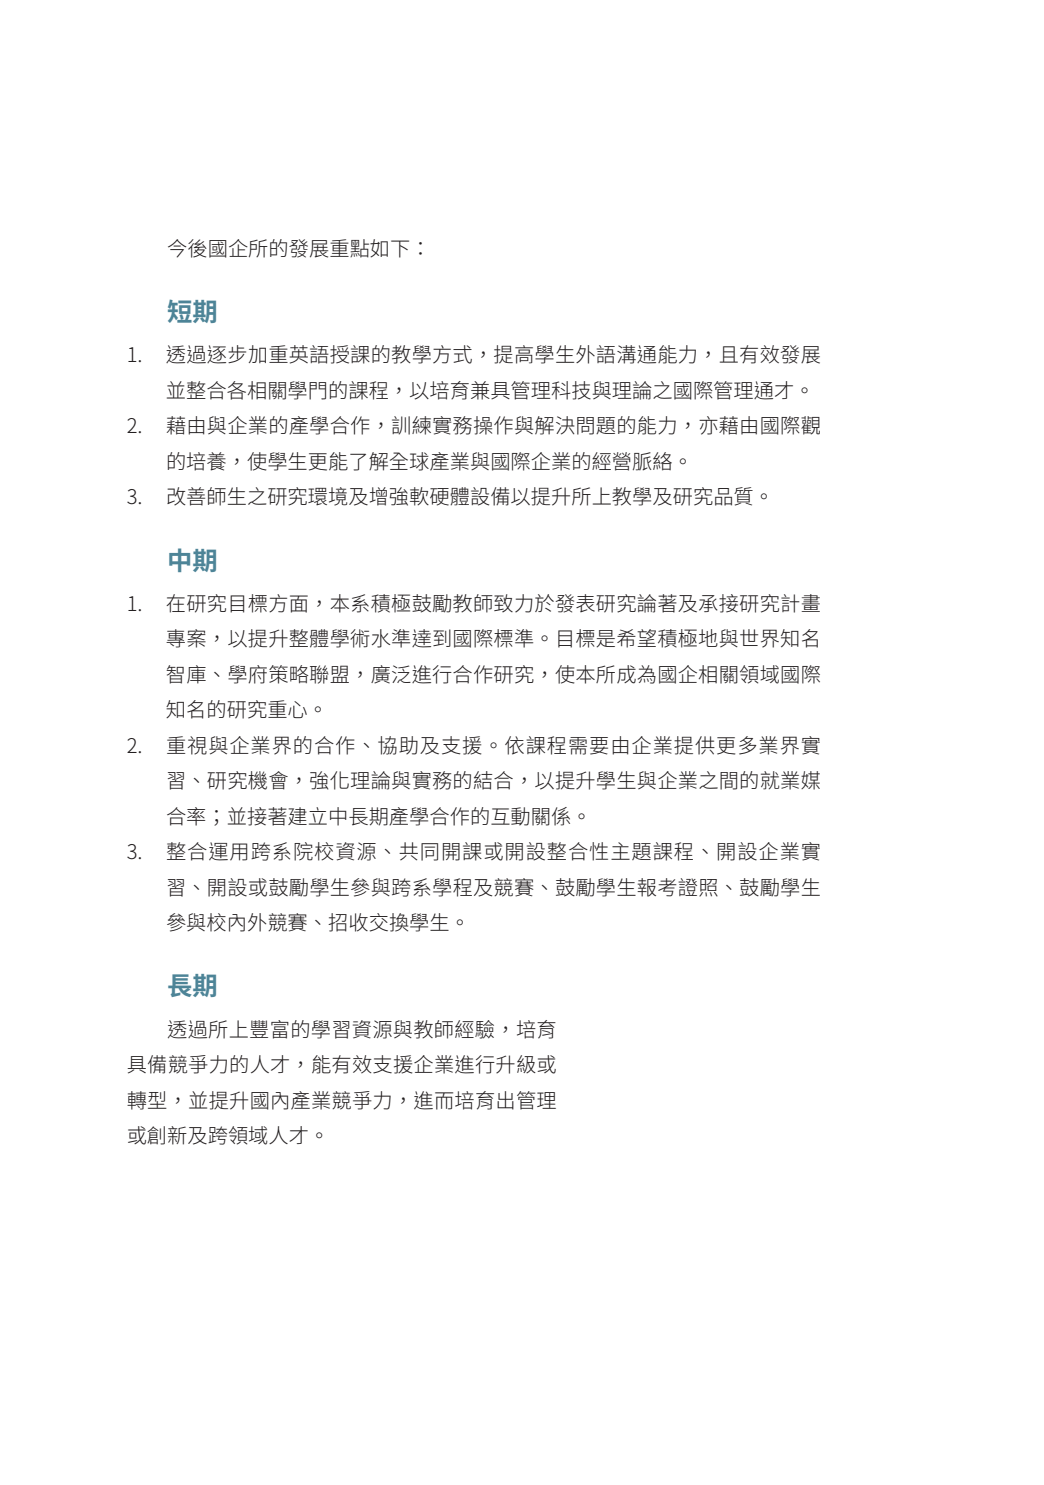 今後國企所的發展重點如下：
短期
1. 透過逐步加重英語授課的教學方式，提高學生外語溝通能力，且有效發展
並整合各相關學門的課程，以培育兼具管理科技與理論之國際管理通才。
2. 藉由與企業的產學合作，訓練實務操作與解決問題的能力，亦藉由國際觀
的培養，使學生更能了解全球產業與國際企業的經營脈絡。
3. 改善師生之研究環境及增強軟硬體設備以提升所上教學及研究品質。
中期
1. 在研究目標方面，本系積極鼓勵教師致力於發表研究論著及承接研究計畫
專案，以提升整體學術水準達到國際標準。目標是希望積極地與世界知名
智庫、學府策略聯盟，廣泛進行合作研究，使本所成為國企相關領域國際
知名的研究重心。
2. 重視與企業界的合作、協助及支援。依課程需要由企業提供更多業界實
習、研究機會，強化理論與實務的結合，以提升學生與企業之間的就業媒
合率；並接著建立中長期產學合作的互動關係。
3. 整合運用跨系院校資源、共同開課或開設整合性主題課程、開設企業實
習、開設或鼓勵學生參與跨系學程及競賽、鼓勵學生報考證照、鼓勵學生
參與校內外競賽、招收交換學生。
長期
透過所上豐富的學習資源與教師經驗，培育
具備競爭力的人才，能有效支援企業進行升級或
轉型，並提升國內產業競爭力，進而培育出管理
或創新及跨領域人才。